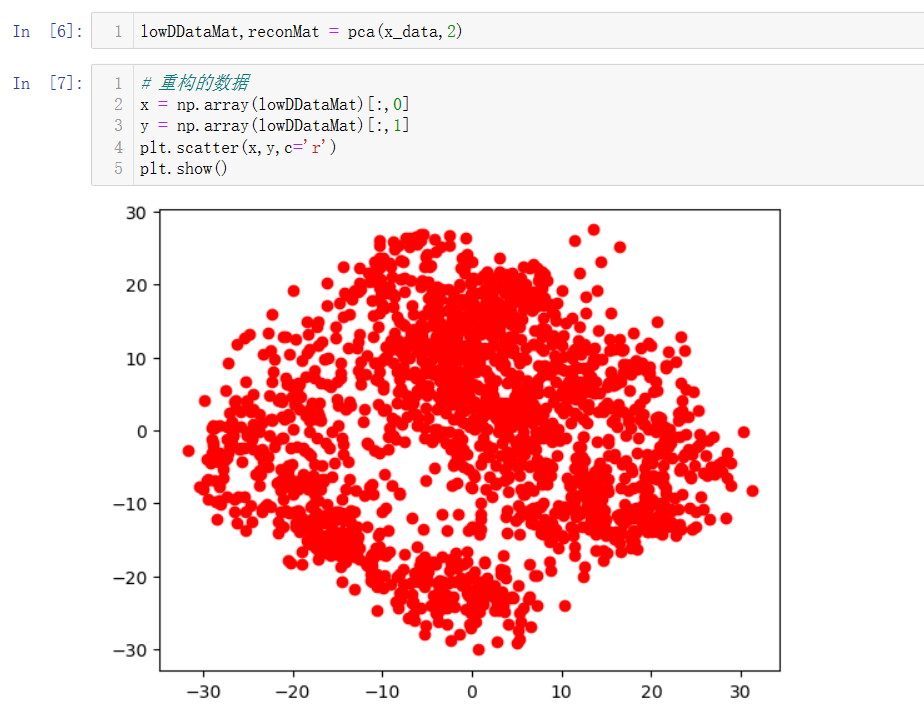 In [6]:
1 lowDDataMat,reconMat = pca(x_data,2)
In [7]:
1 # 重构的数据
2 x = np.array(lowDDataMat)[:,0]
3 y = np.array(lowDDataMat)[:,1]
4 plt.scatter(x,y,c='r')
5 plt.show()
30
20
10
0
−10
−20
−30
−30 −20 −10 0 10 20 30